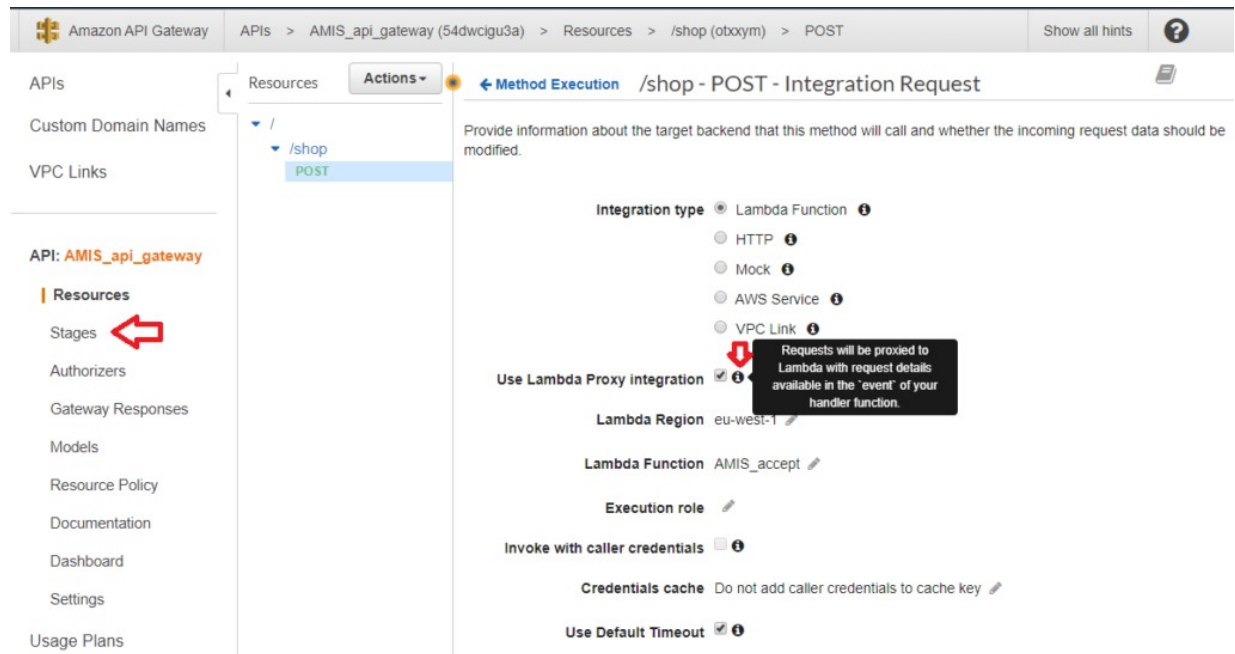 Amazon API Gateway
APIs > AMIS_api_gateway (54dwcigu3a) > Resources > /shop (otxxym) > POST
Show all hints
?
APIs
Custom Domain Names
VPC Links
API: AMIS_api_gateway
Resources
Stages
Authorizers
Gateway Responses
Models
Resource Policy
Documentation
Dashboard
Settings
Usage Plans
Resources
Actions
/
/shop
POST
Method Execution /shop - POST - Integration Request
Provide information about the target backend that this method will call and whether the incoming request data should be
modified.
Integration type Lambda Function
HTTP
Mock
AWS Service
VPC Link
Requests will be proxied to
Lambda with request details
available in the `event` of your
handler function.
Use Lambda Proxy integration
Lambda Region eu-west-1
Lambda Function AMIS_accept
Execution role
Invoke with caller credentials
Credentials cache Do not add caller credentials to cache key
Use Default Timeout